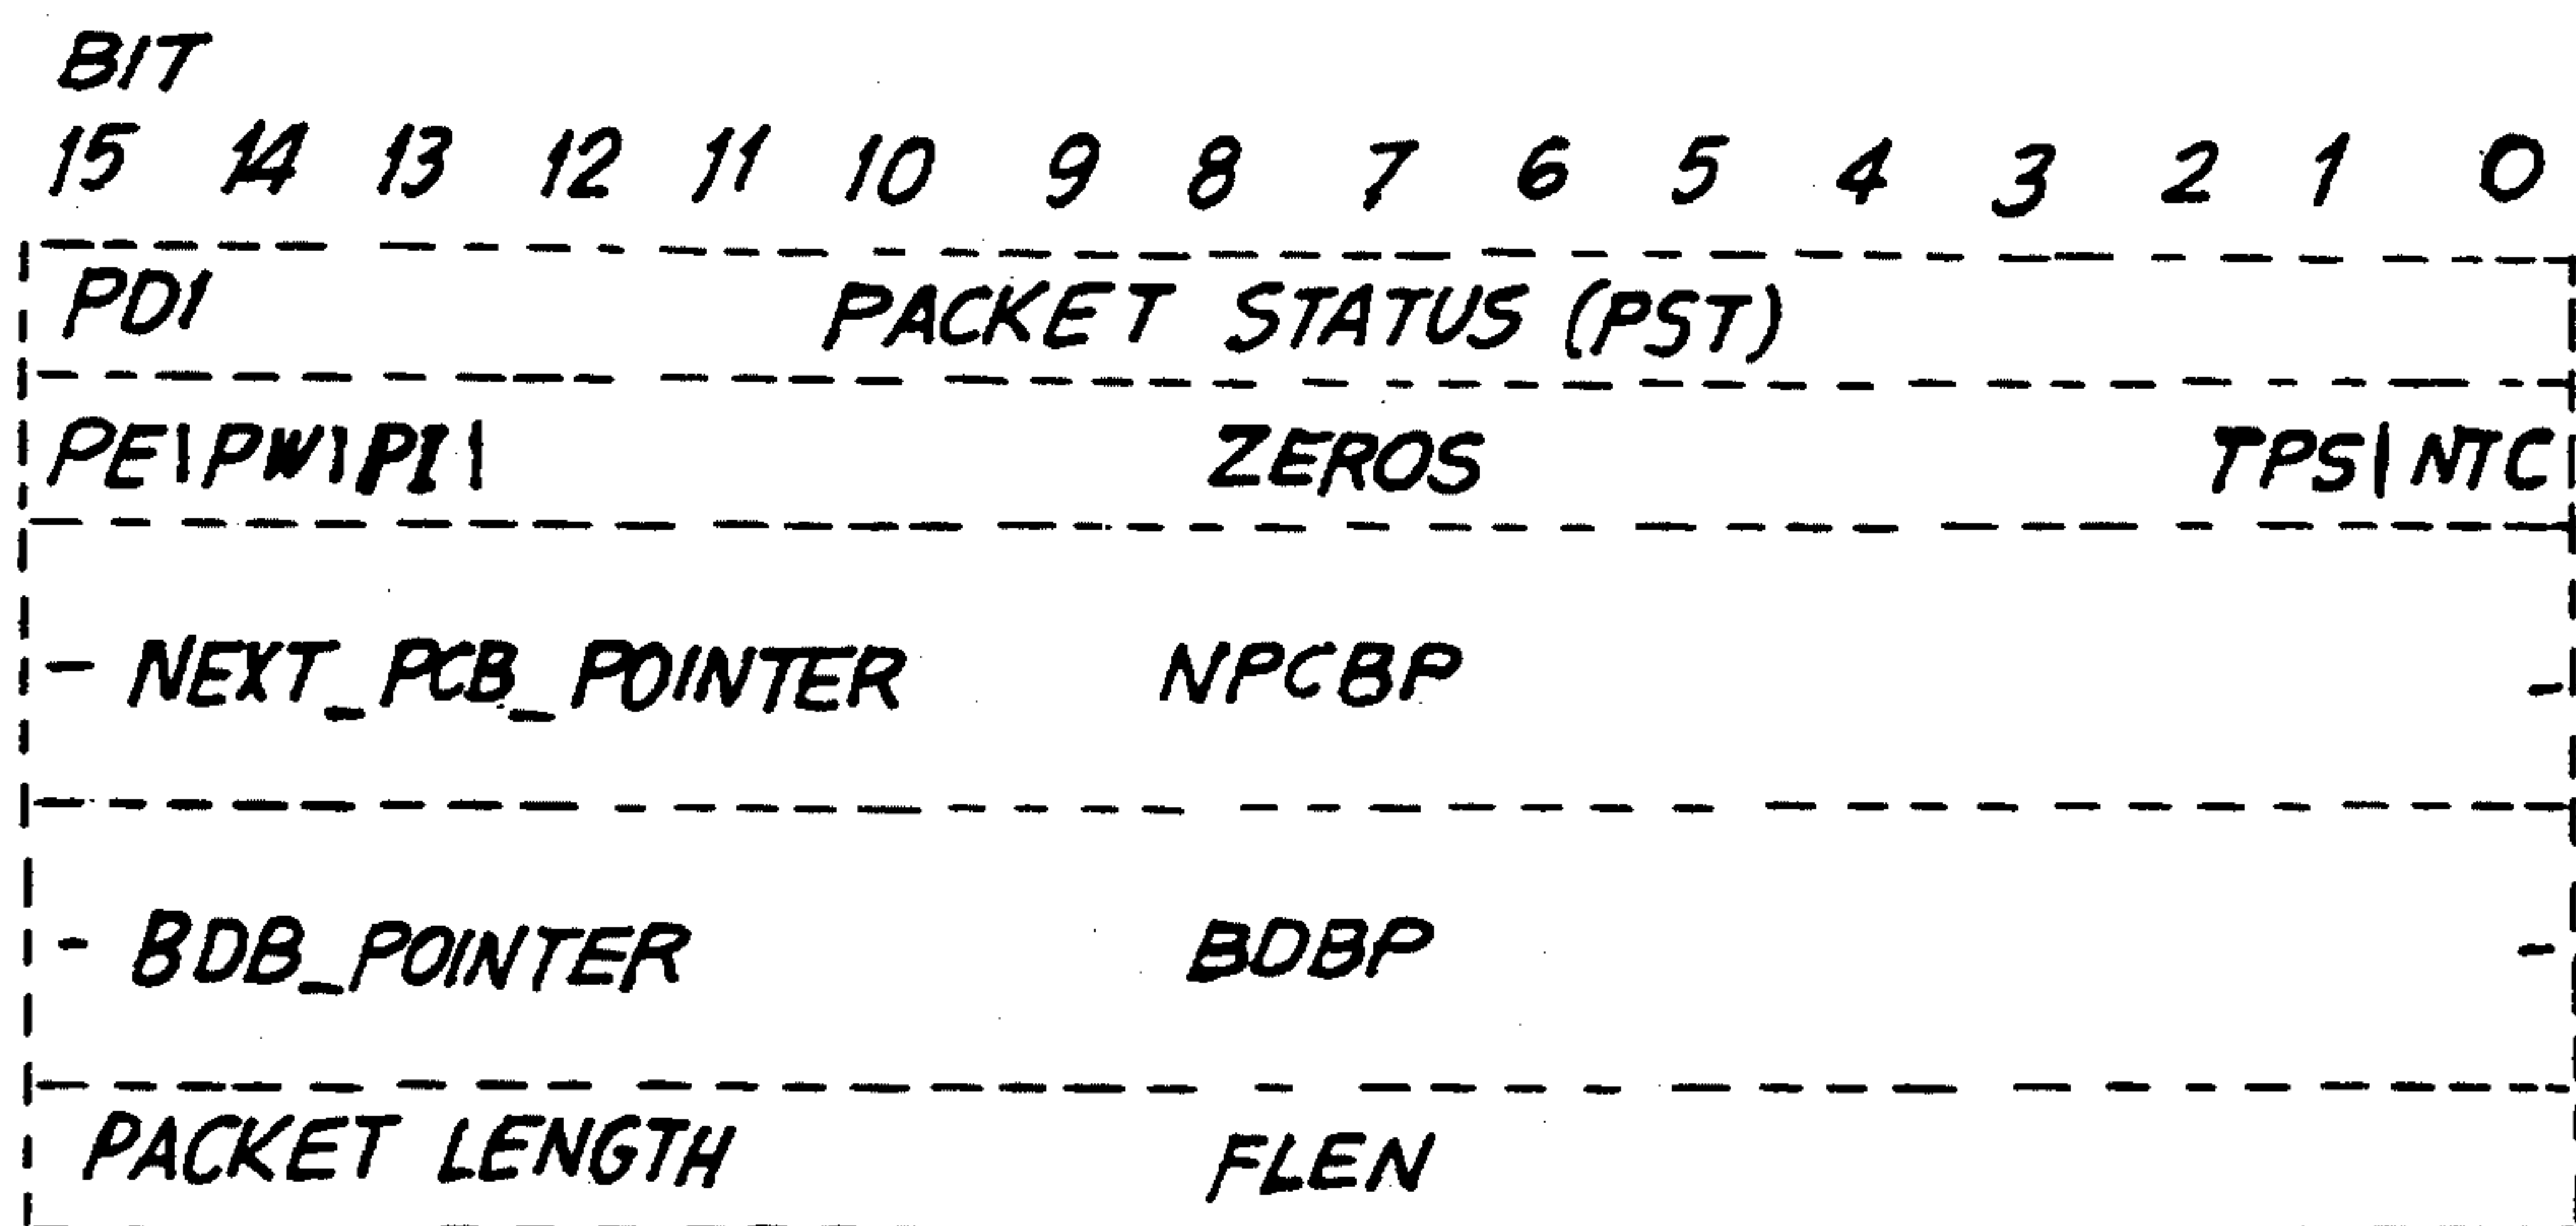 BIT
15 14 13 12 11 10 9 8 7 6 5 4 3 2 1 0
PDI PACKET STATUS (PST)
PE|PW|PI| ZEROS TPS|NTC
- NEXT_PCB_POINTER NPCBP -
- BDB_POINTER BDBP -
PACKET LENGTH FLEN